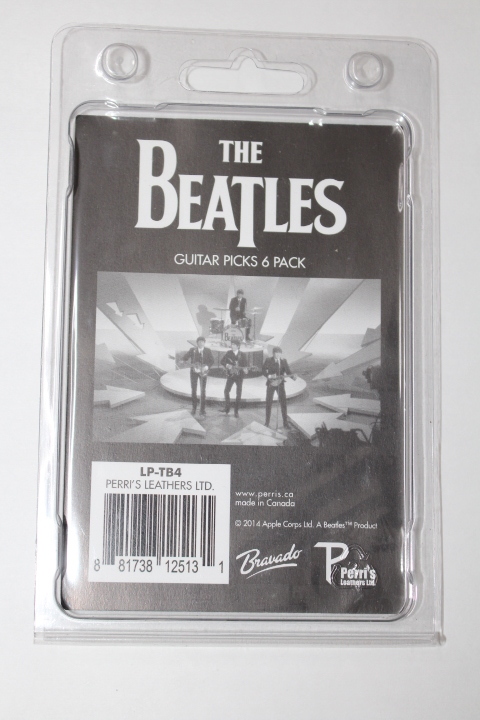 THE
BEATLES
GUITAR PICKS 6 PACK
LP-TB4
PERRI'S LEATHERS LTD.
8 81738 12513 1
www.perris.ca
made in Canada
© 2014 Apple Corps Ltd. A Beatles™ Product
Bravado
P
Perri's
Leathers Ltd.